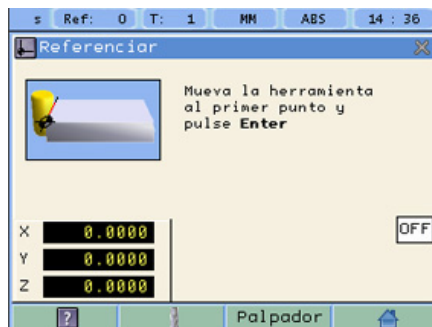 s Ref: 0 T: 1 MM ABS 14 : 36
Referenciar
Mueva la herramienta
al primer punto y
pulse Enter
OFF
X 0.0000
Y 0.0000
Z 0.0000
? Palpador